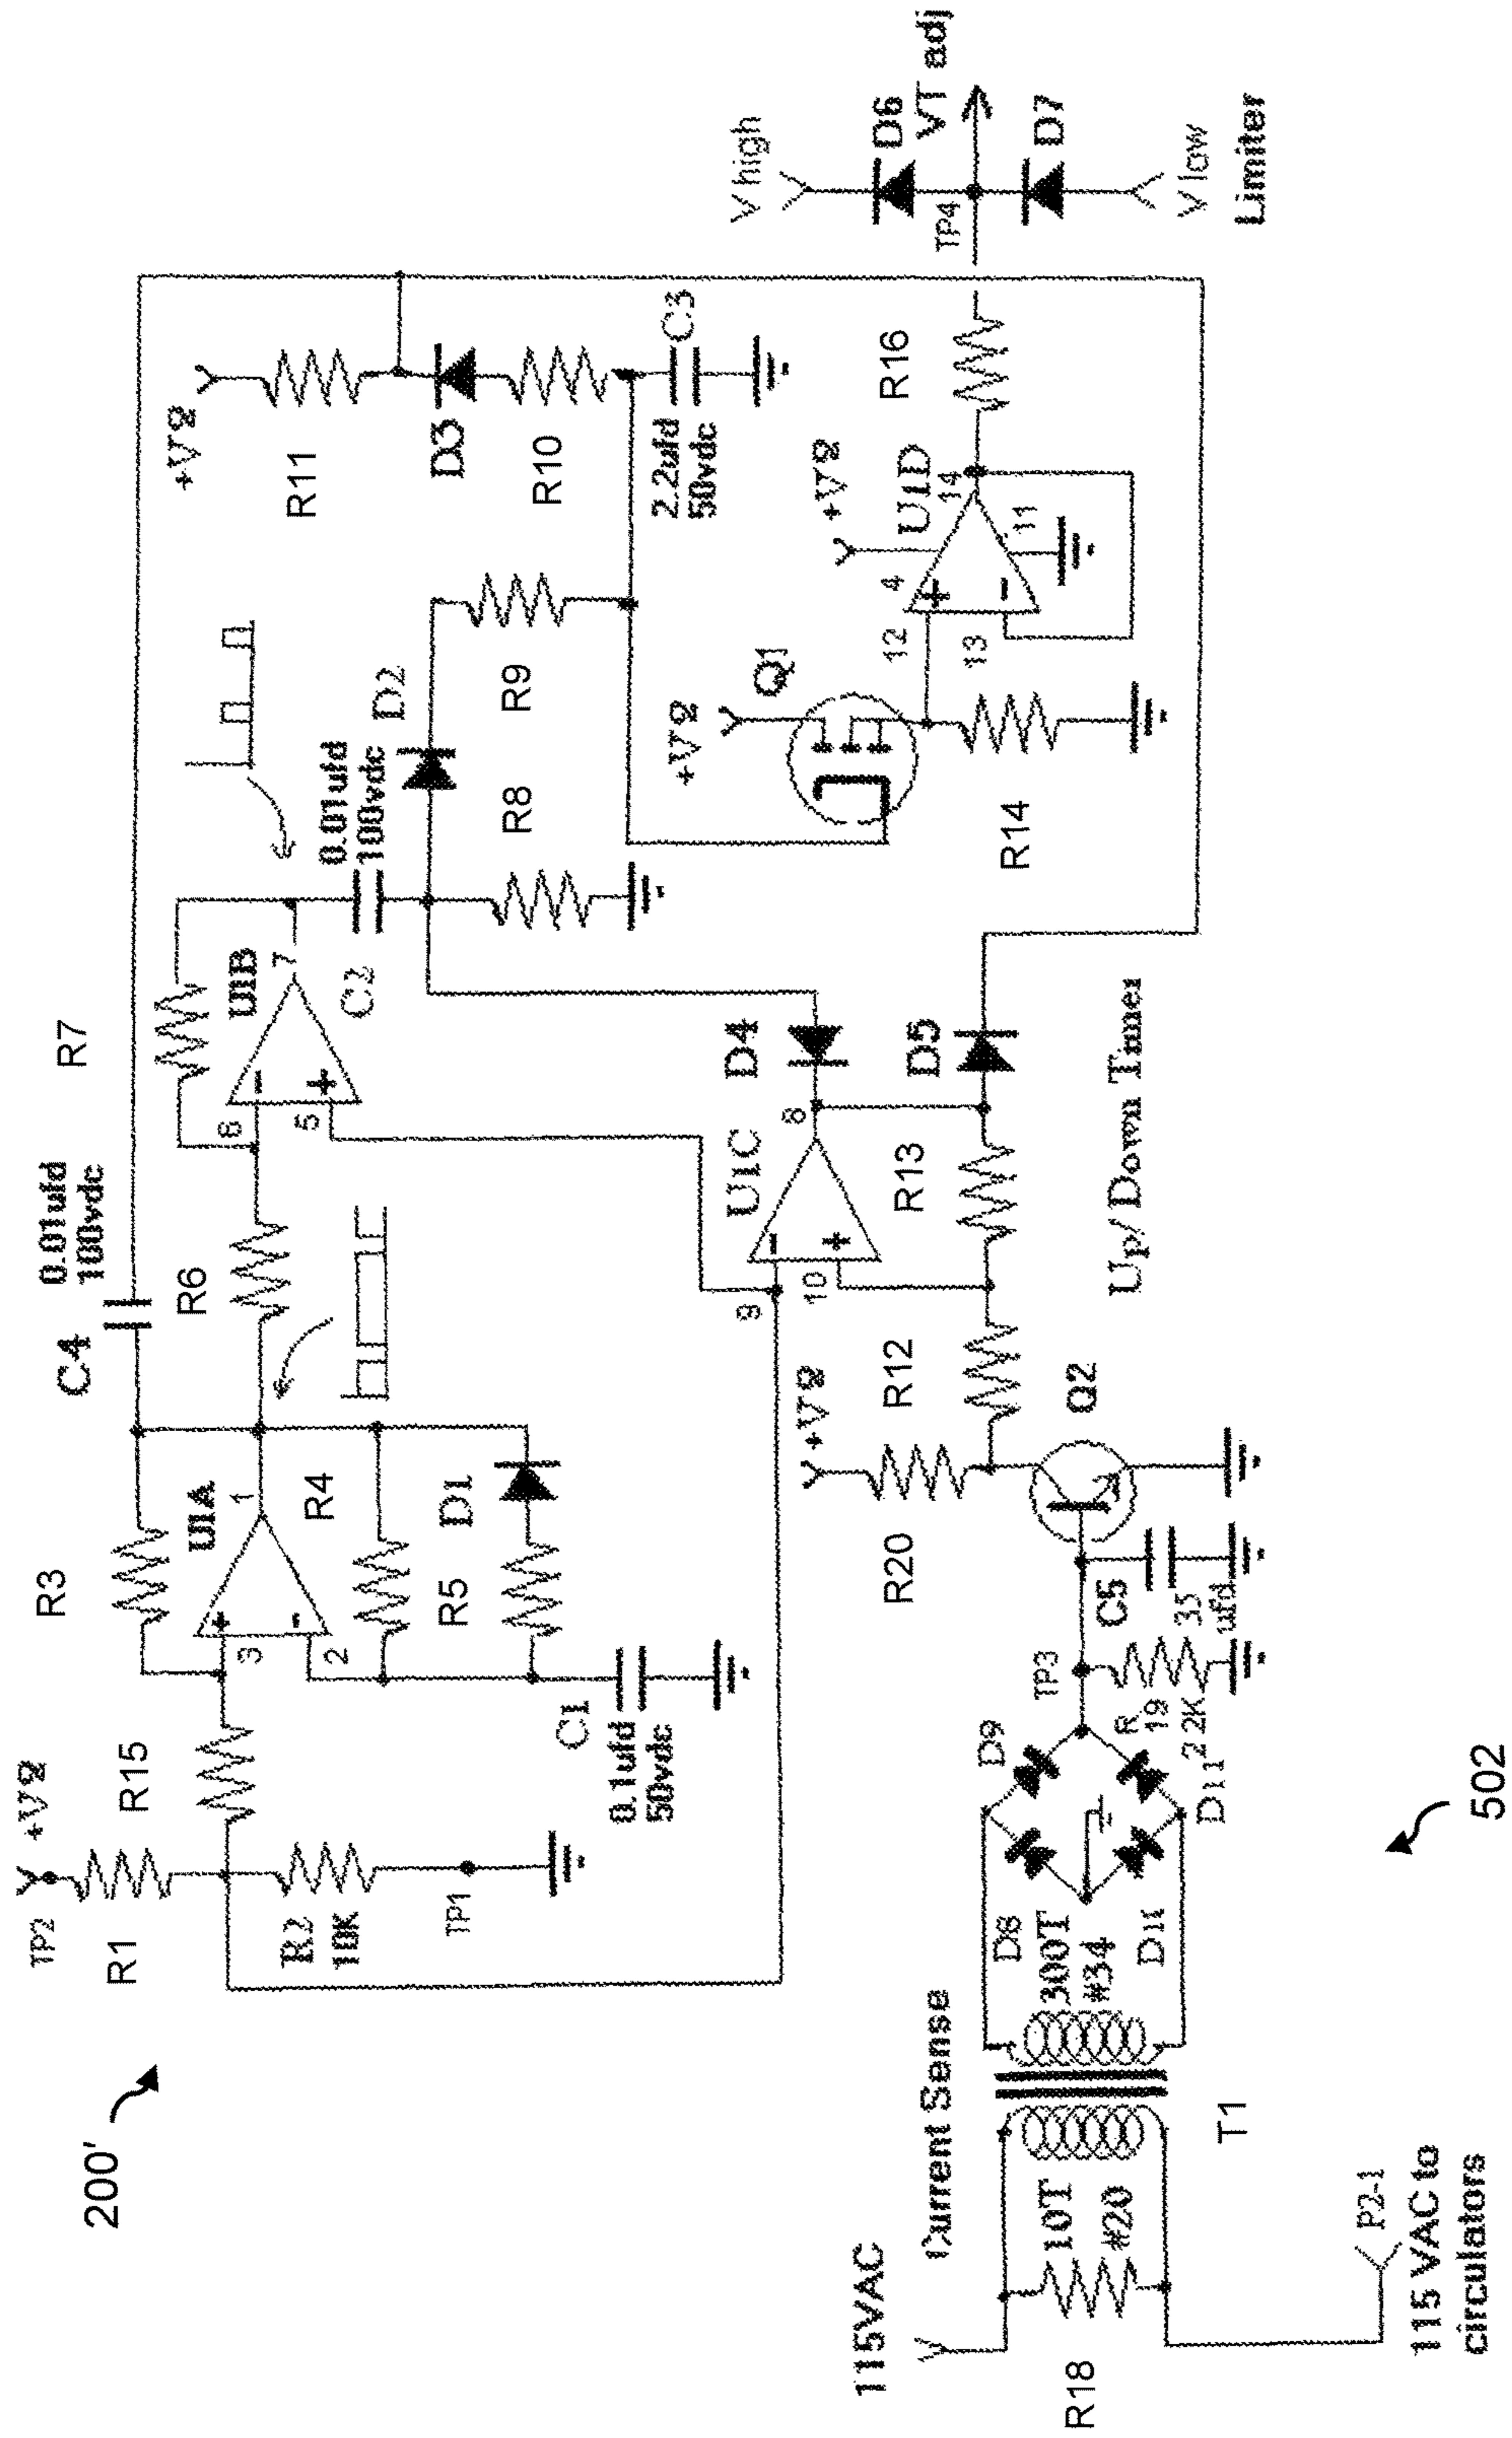 200'
TP2
+V2
R1
R15
R2
10K
TP1
R3
U1A
3
2
1
R4
R5
D1
C1
0.1ufd
50vdc
C4
0.01ufd
100vdc
R6
R7
6
5
U1B
7
C2
0.01ufd
100vdc
D2
R8
R9
+V2
R11
D3
R10
C3
2.2ufd
50vdc
+V2
Q1
R14
12
13
4
+V2
U1D
14
11
R16
V high
D6
TP4
VT adj
D7
V low
Limiter
9
10
U1C
8
D4
D5
R13
R12
Up/Down Timer
+V2
R20
Q2
C5
35
ufd
TP3
R
19
22K
D9
D11
D8
D11
300T
#34
Current Sense
10T
#20
T1
115VAC
R18
P2-1
115 VAC to
circulators
502